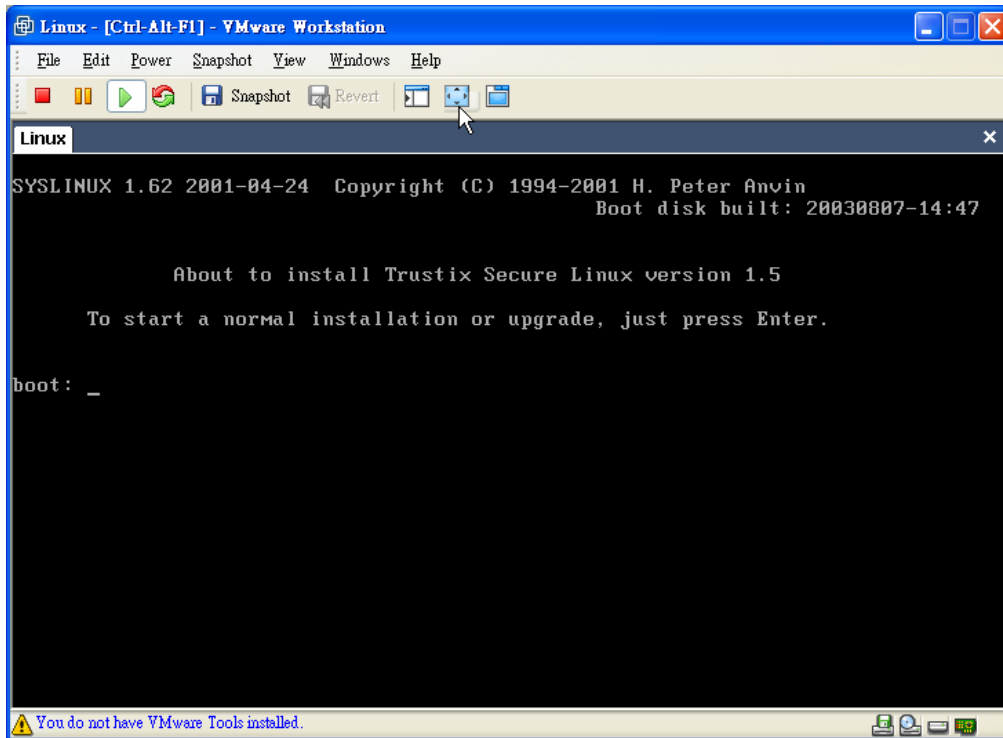 Linux - [Ctrl-Alt-F1] - VMware Workstation
File Edit Power Snapshot View Windows Help
Snapshot Revert
Linux
SYSLINUX 1.62 2001-04-24 Copyright (C) 1994-2001 H. Peter Anvin
Boot disk built: 20030807-14:47
About to install Trustix Secure Linux version 1.5
To start a normal installation or upgrade, just press Enter.
boot: _
You do not have VMware Tools installed.